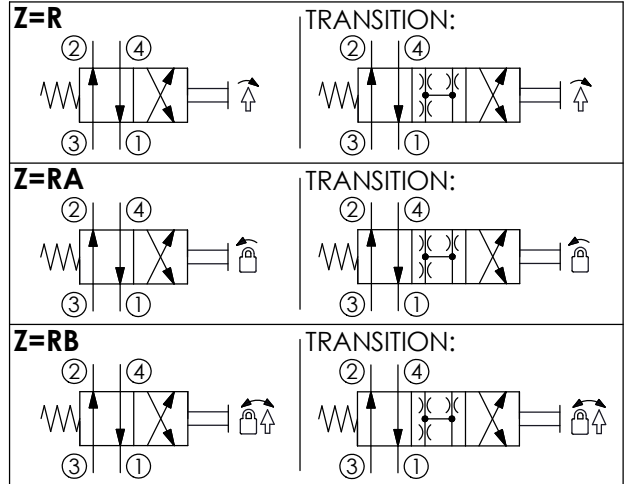 Z=R
TRANSITION:
② ④
③ ①
② ④
③ ①
Z=RA
TRANSITION:
② ④
③ ①
② ④
③ ①
Z=RB
TRANSITION:
② ④
③ ①
② ④
③ ①